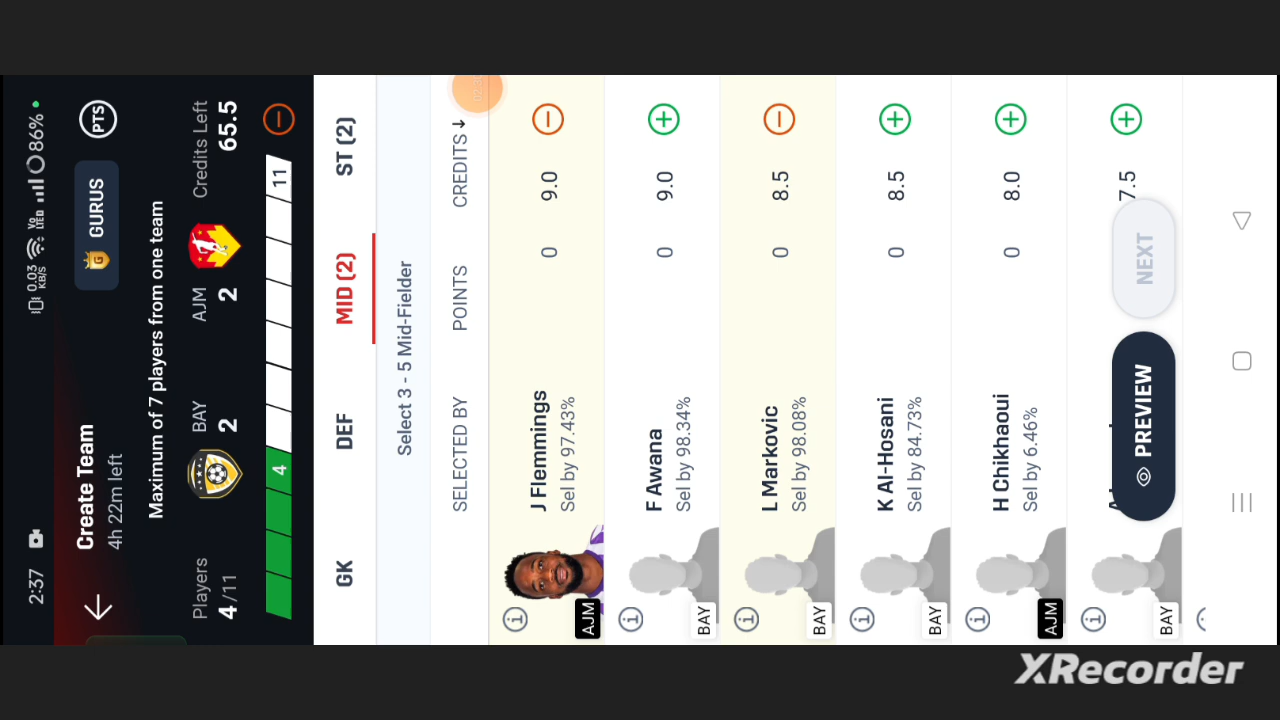 2:37
0.03 KB/S
Vo LTE
86%
Create Team
4h 22m left
GURUS
PTS
Maximum of 7 players from one team
Players
4/11
BAY
2
AJM
2
Credits Left
65.5
4
11
GK
DEF
MID (2)
ST (2)
Select 3 - 5 Mid-Fielder
SELECTED BY
POINTS
CREDITS
J Flemmings
Sel by 97.43%
0
9.0
AJM
F Awana
Sel by 98.34%
0
9.0
BAY
L Markovic
Sel by 98.08%
0
8.5
BAY
K Al-Hosani
Sel by 84.73%
0
8.5
BAY
H Chikhaoui
Sel by 6.46%
0
8.0
AJM
7.5
BAY
PREVIEW
NEXT
XRecorder